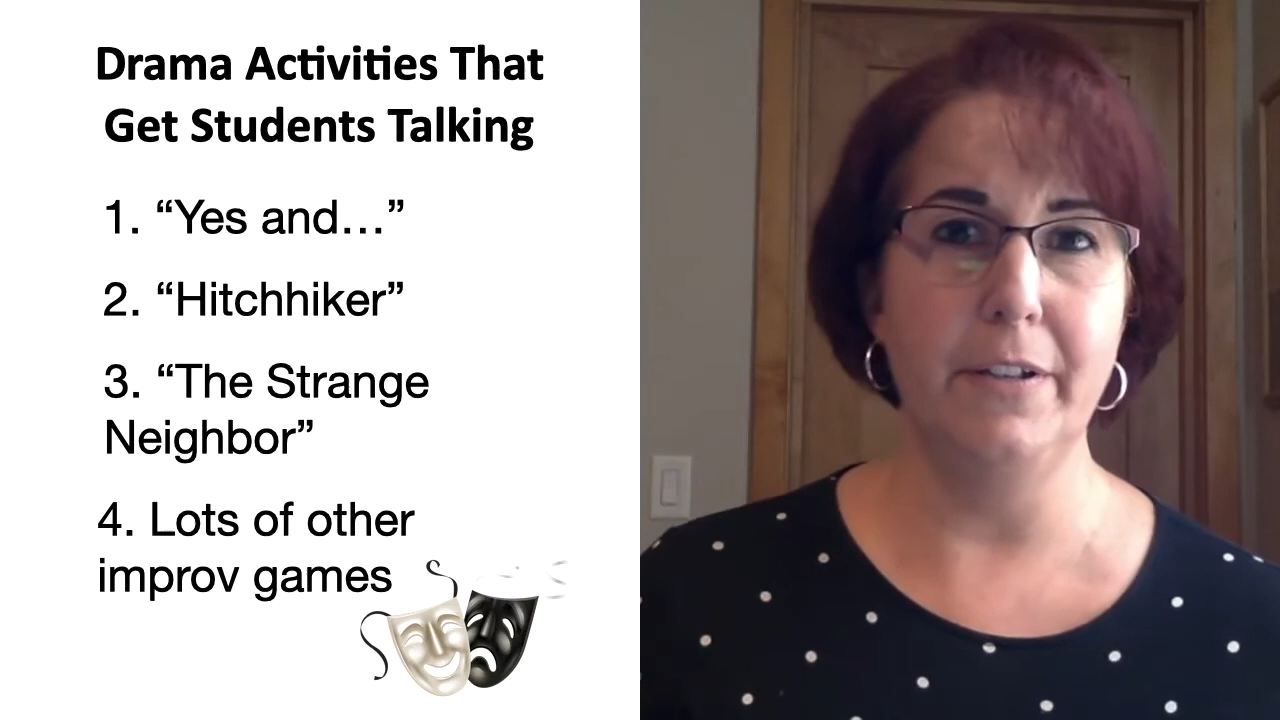 Drama Activities That
Get Students Talking
1. “Yes and…”
2. “Hitchhiker”
3. “The Strange
Neighbor”
4. Lots of other
improv games